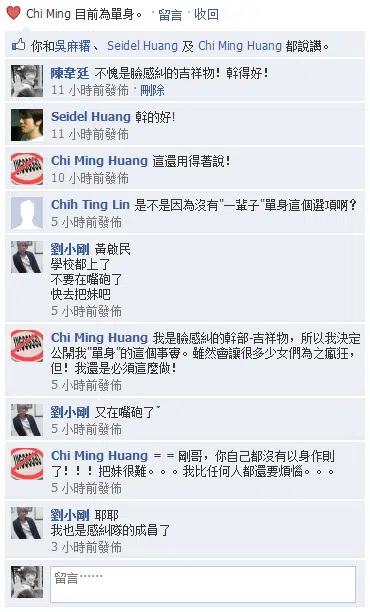 Chi Ming 目前為單身。 · 留言 · 收回
你和吳麻糬、 Seidel Huang 及 Chi Ming Huang 都說讚。
陳韋廷 不愧是臉感糾的吉祥物！幹得好！
11 小時前發佈 · 刪除
Seidel Huang 幹的好!
11 小時前發佈
Chi Ming Huang 這還用得著說！
10 小時前發佈
Chih Ting Lin 是不是因為沒有"一輩子"單身這個選項啊？
5 小時前發佈
劉小剛 黃啟民
學校都上了
不要在嘴砲了
快去把妹吧
5 小時前發佈
Chi Ming Huang 我是臉感糾的幹部-吉祥物，所以我決定
公開我"單身"的這個事實。雖然會讓很多少女們為之瘋狂，
但！我還是必須這麼做！
5 小時前發佈
劉小剛 又在嘴砲了ˇ
5 小時前發佈
Chi Ming Huang = = 剛哥，你自己都沒有以身作則
了！！！把妹很難。。。我比任何人都還要煩惱。。。
5 小時前發佈
劉小剛 耶耶
我也是感糾隊的成員了
3 小時前發佈
留言……